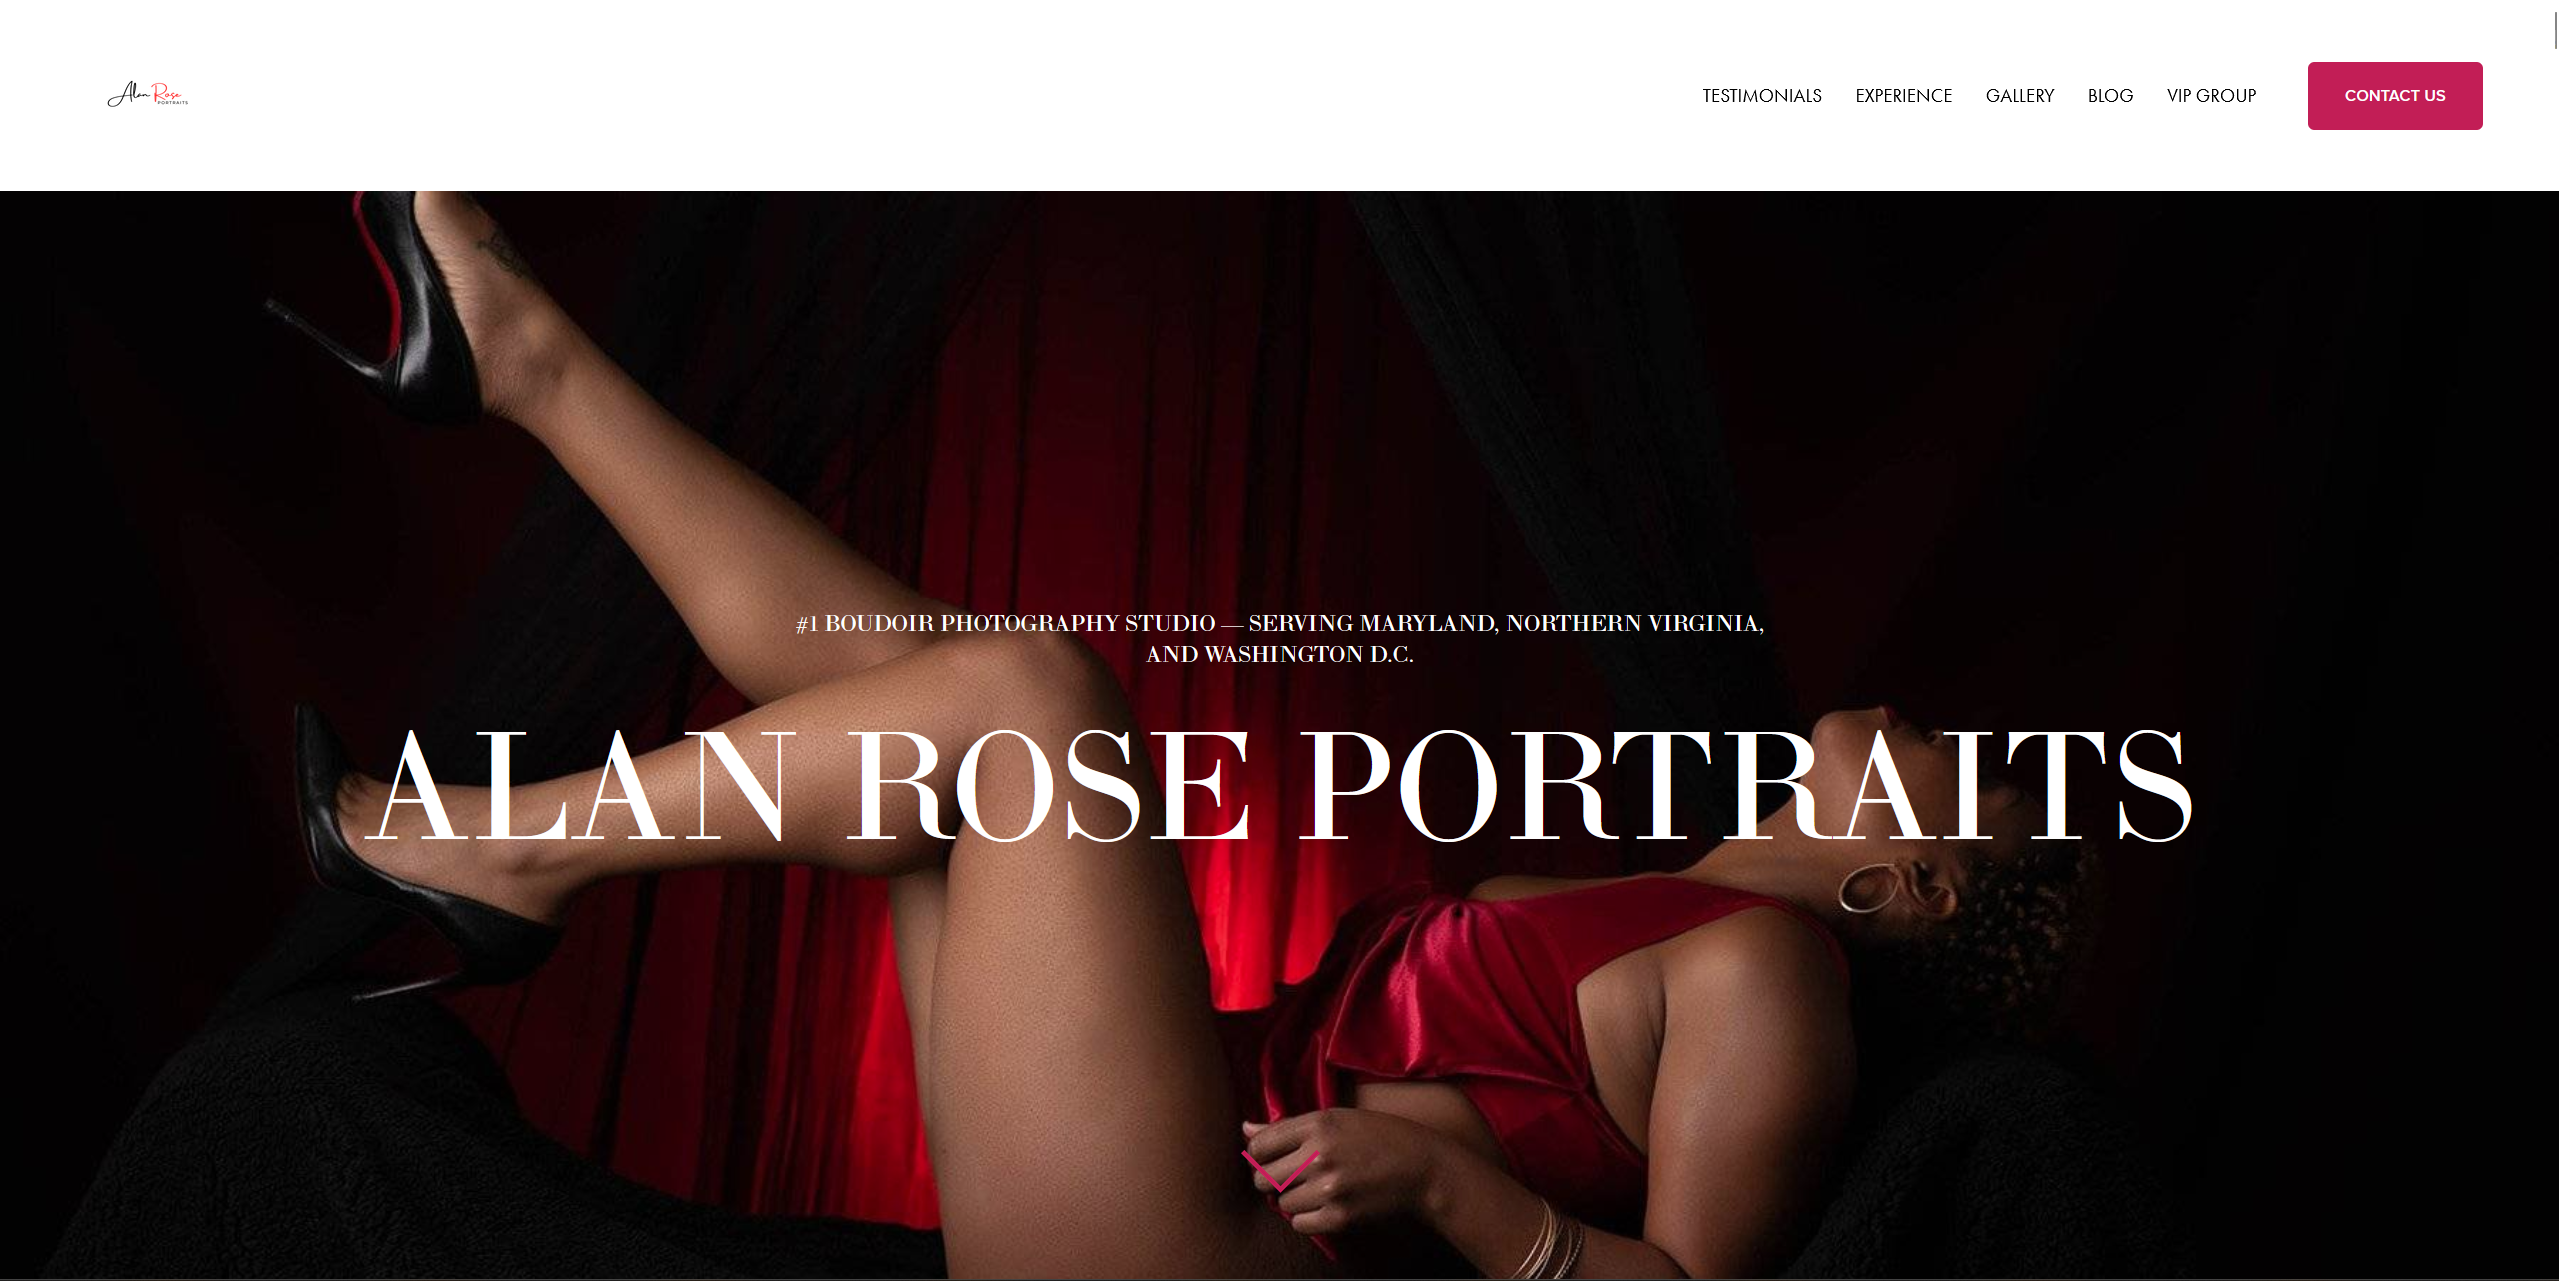 Alan Rose
PORTRAITS
TESTIMONIALS EXPERIENCE GALLERY BLOG VIP GROUP CONTACT US
#1 BOUDOIR PHOTOGRAPHY STUDIO — SERVING MARYLAND, NORTHERN VIRGINIA,
AND WASHINGTON D.C.
ALAN ROSE PORTRAITS